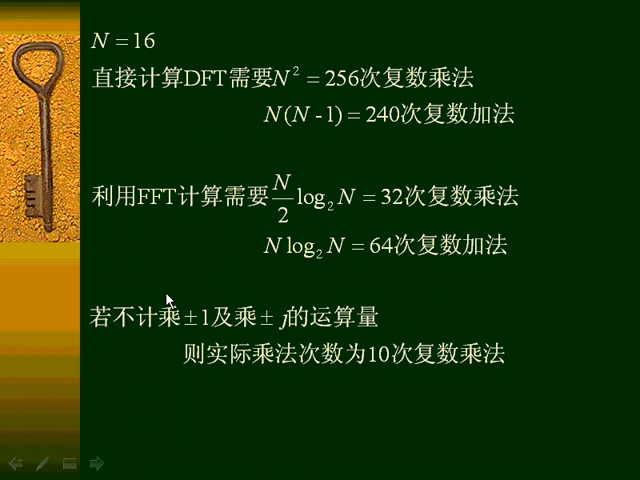 N = 16
直接计算DFT需要N² = 256次复数乘法
N(N -1) = 240次复数加法
利用FFT计算需要N/2 log₂ N = 32次复数乘法
N log₂ N = 64次复数加法
若不计乘±1及乘± j的运算量
则实际乘法次数为10次复数乘法